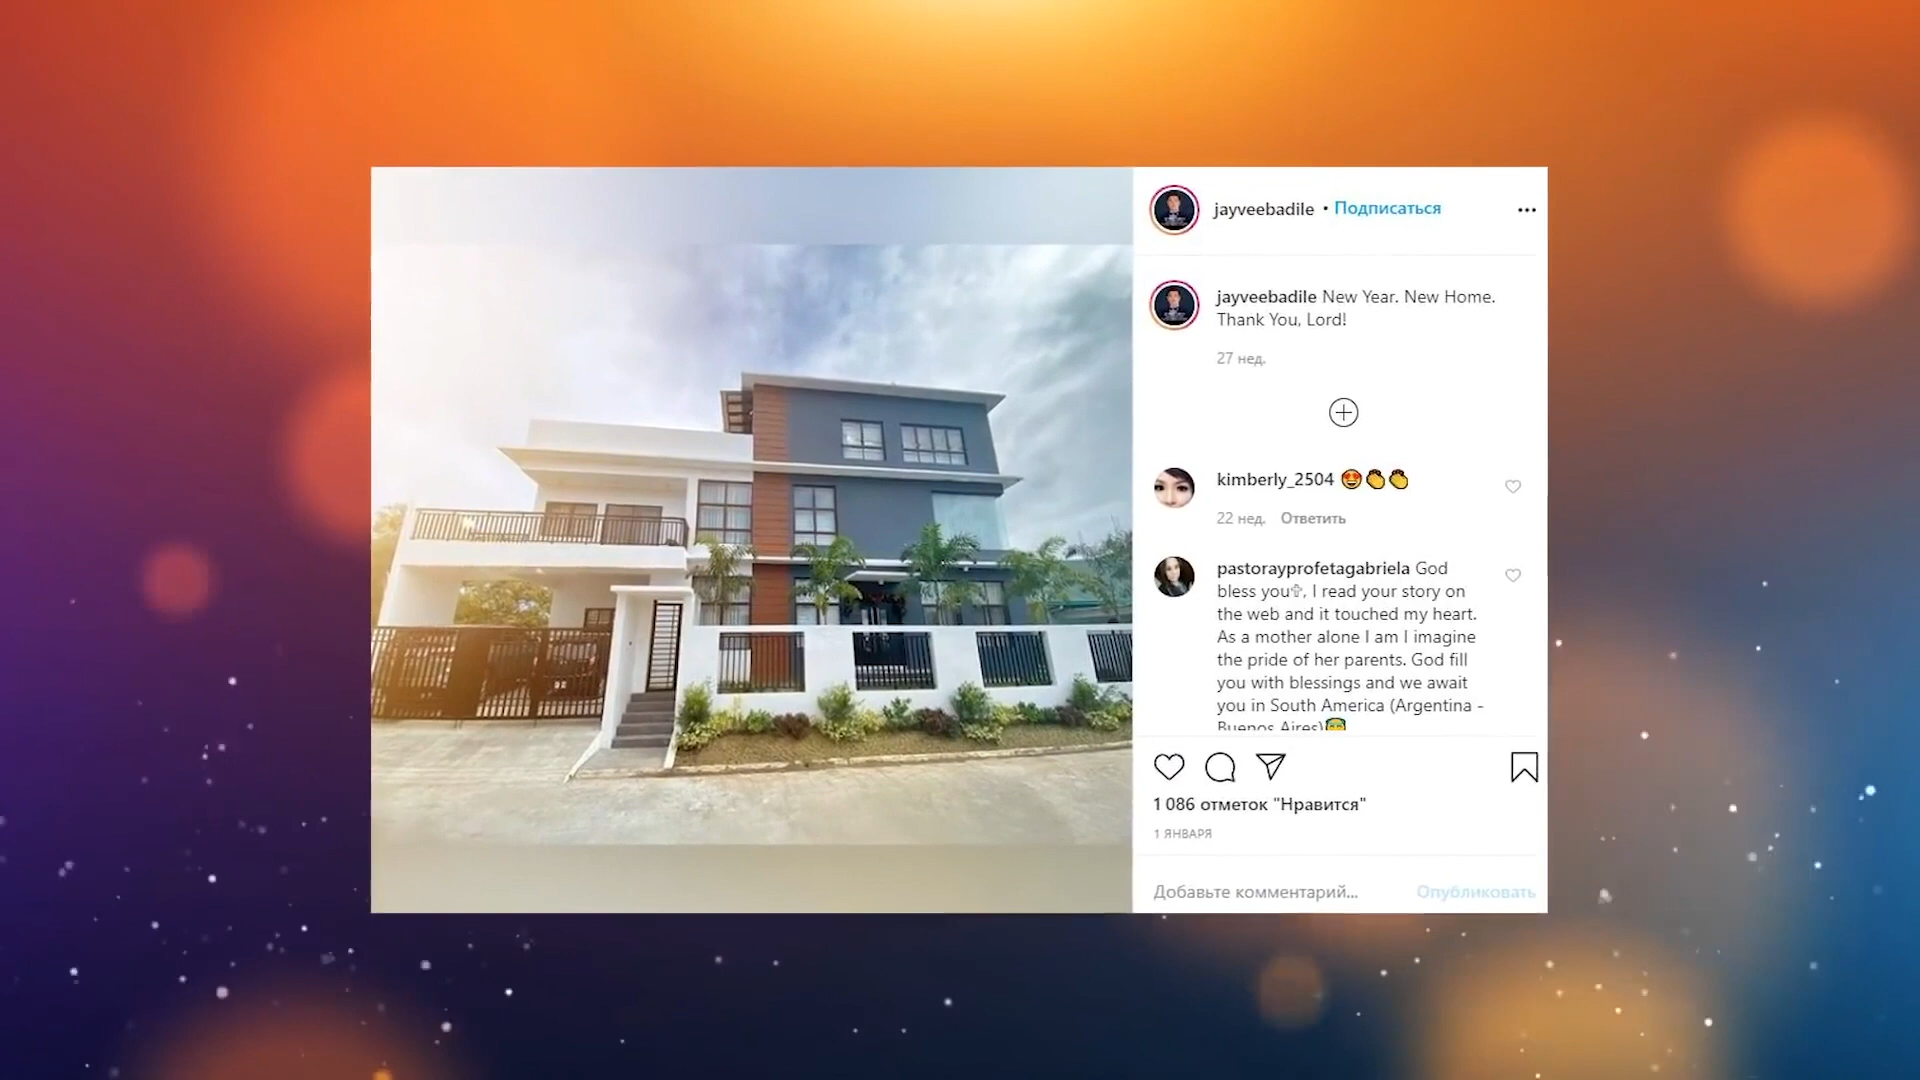 jayveebadile • Подписаться
jayveebadile New Year. New Home.
Thank You, Lord!
27 нед.
kimberly_2504 😍👏👏
22 нед. Ответить
pastorayprofetagabriela God
bless you✞, I read your story on
the web and it touched my heart.
As a mother alone I am I imagine
the pride of her parents. God fill
you with blessings and we await
you in South America (Argentina -
Buenos Aires)😇
1 086 отметок "Нравится"
1 ЯНВАРЯ
Добавьте комментарий... Опубликовать